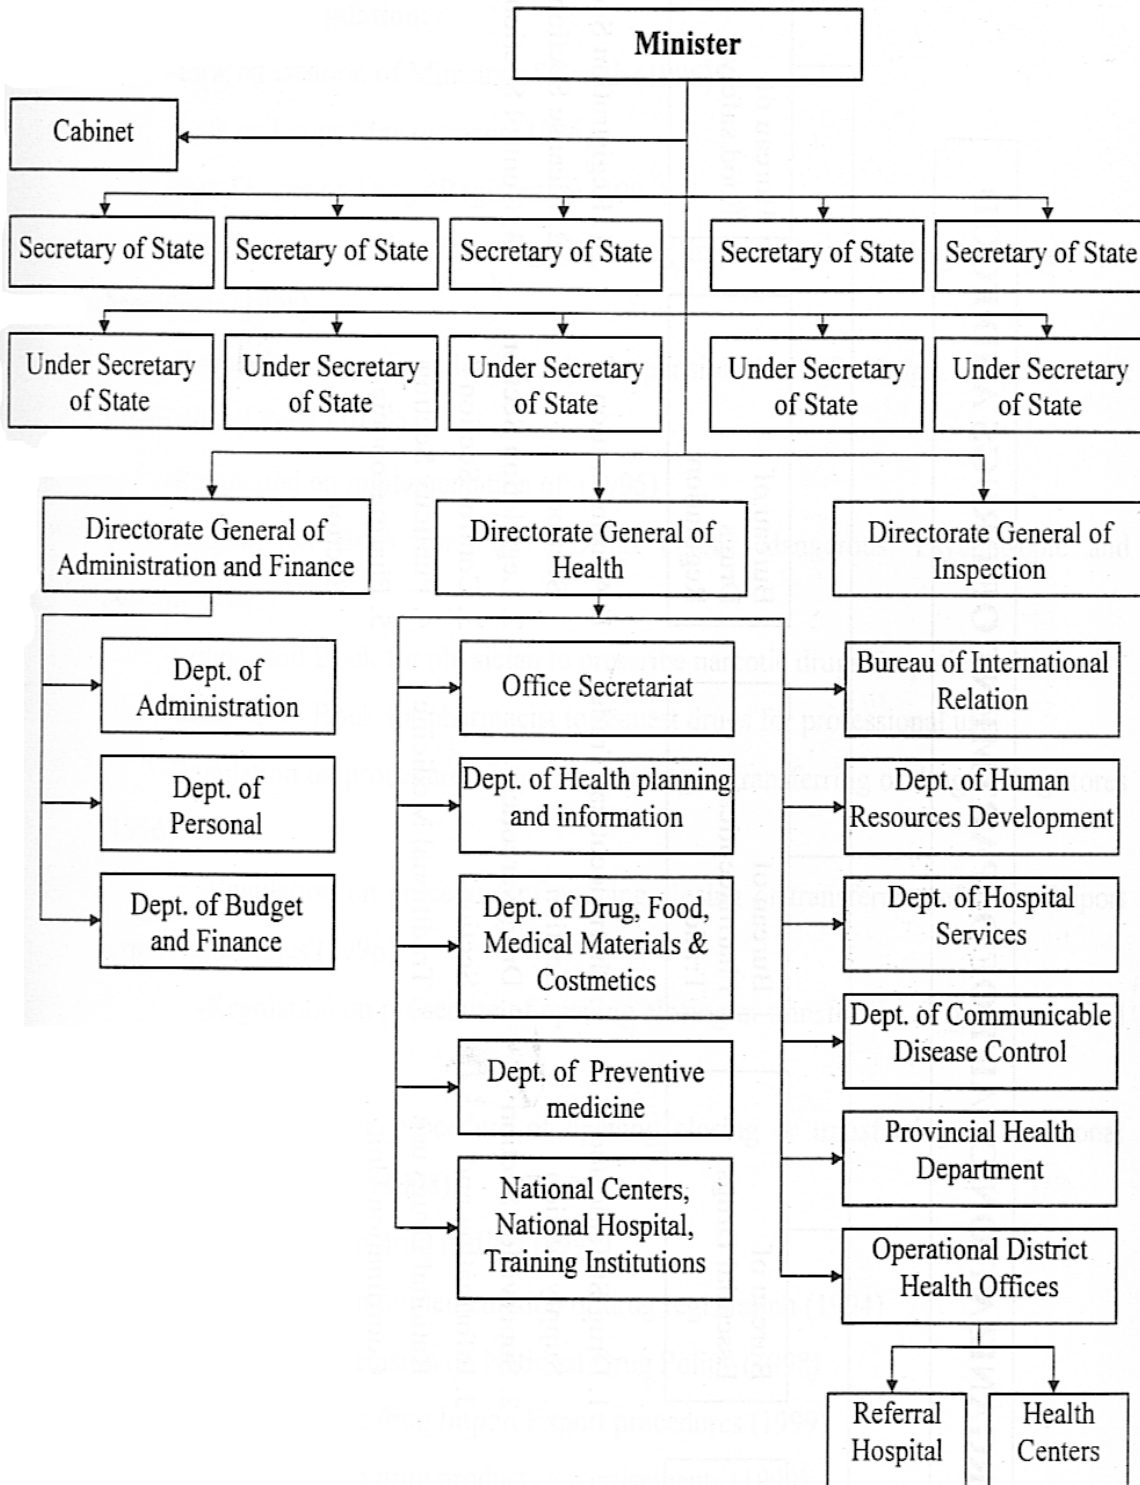 Minister
Cabinet
Secretary of State
Secretary of State
Secretary of State
Secretary of State
Secretary of State
Under Secretary
of State
Under Secretary
of State
Under Secretary
of State
Under Secretary
of State
Under Secretary
of State
Directorate General of
Administration and Finance
Directorate General of
Health
Directorate General of
Inspection
Dept. of
Administration
Dept. of
Personal
Dept. of Budget
and Finance
Office Secretariat
Dept. of Health planning
and information
Dept. of Drug, Food,
Medical Materials &
Costmetics
Dept. of Preventive
medicine
National Centers,
National Hospital,
Training Institutions
Bureau of International
Relation
Dept. of Human
Resources Development
Dept. of Hospital
Services
Dept. of Communicable
Disease Control
Provincial Health
Department
Operational District
Health Offices
Referral
Hospital
Health
Centers